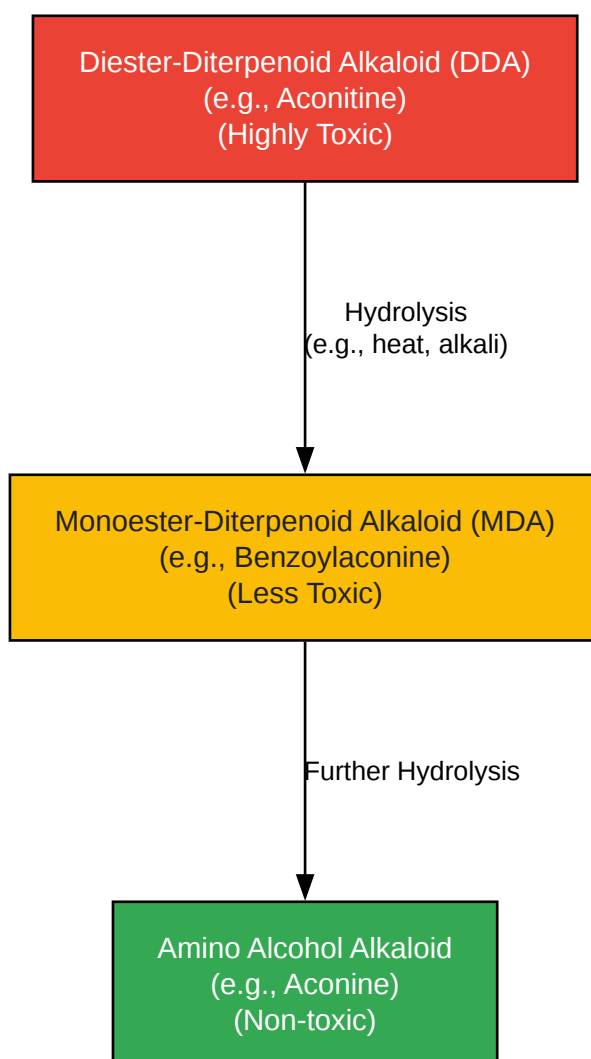 Diester-Diterpenoid Alkaloid (DDA)
(e.g., Aconitine)
(Highly Toxic)
Hydrolysis
(e.g., heat, alkali)
Monoester-Diterpenoid Alkaloid (MDA)
(e.g., Benzoylaconine)
(Less Toxic)
Further Hydrolysis
Amino Alcohol Alkaloid
(e.g., Aconine)
(Non-toxic)